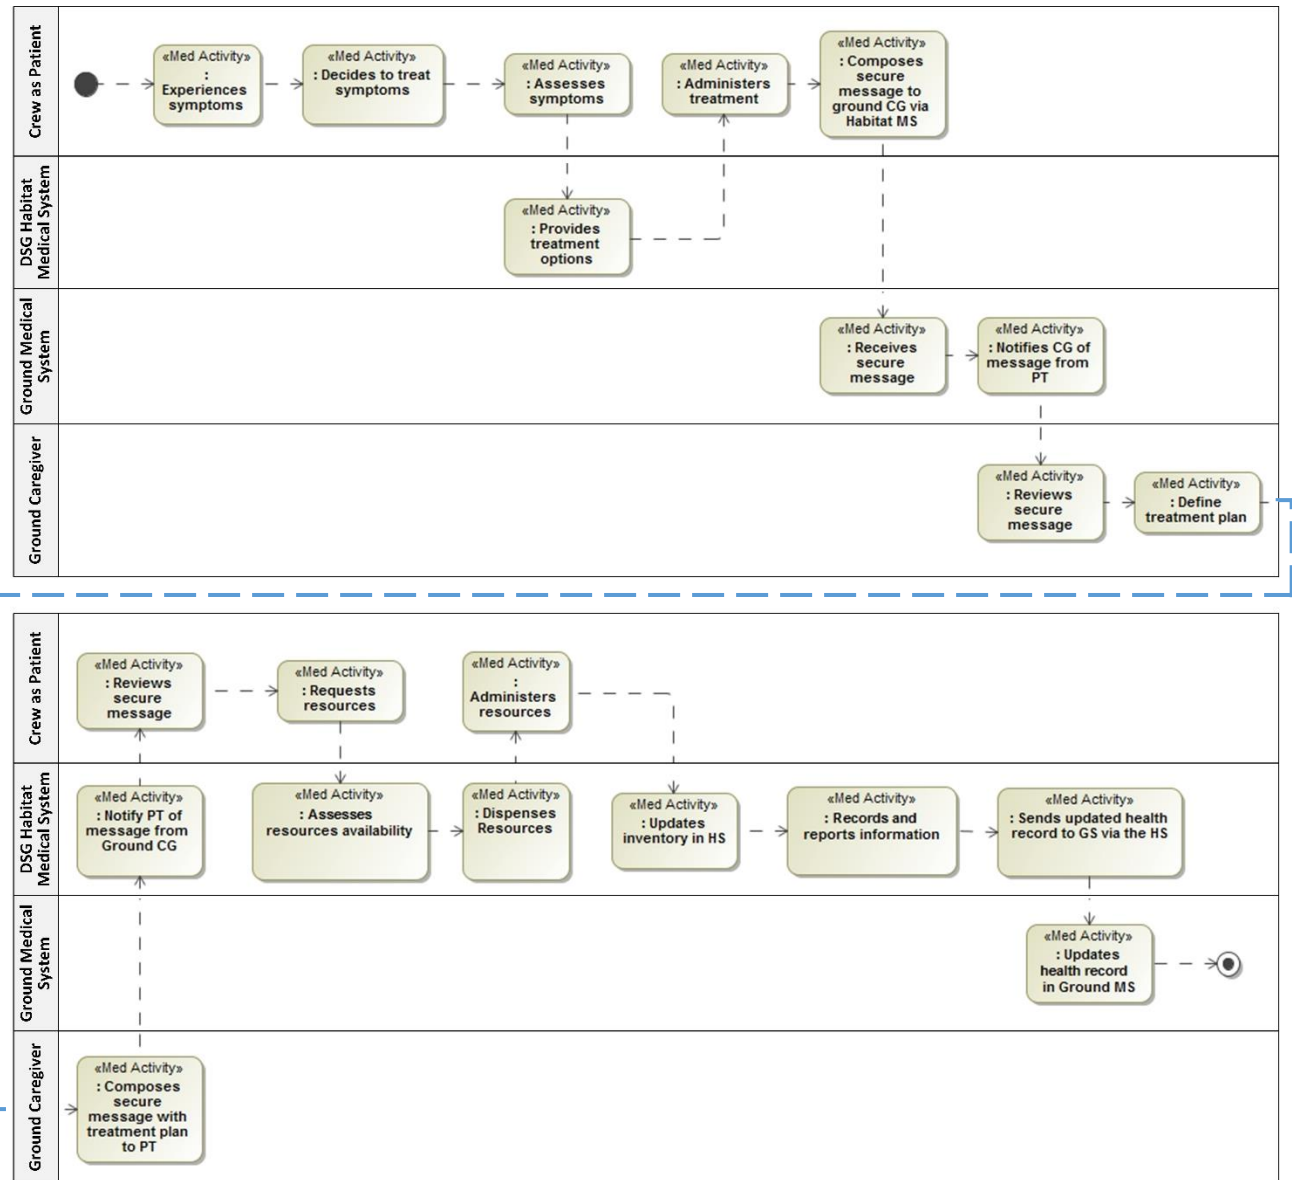 Crew as Patient
«Med Activity»
:
Experiences
symptoms
«Med Activity»
: Decides to treat
symptoms
«Med Activity»
: Assesses
symptoms
«Med Activity»
: Administers
treatment
«Med Activity»
: Composes
secure
message to
ground CG via
Habitat MS
DSG Habitat
Medical System
«Med Activity»
: Provides
treatment
options
Ground Medical
System
«Med Activity»
: Receives
secure
message
«Med Activity»
: Notifies CG of
message from
PT
Ground Caregiver
«Med Activity»
: Reviews
secure
message
«Med Activity»
: Define
treatment plan
Crew as Patient
«Med Activity»
: Reviews
secure
message
«Med Activity»
: Requests
resources
«Med Activity»
:
Administers
resources
DSG Habitat
Medical System
«Med Activity»
: Notify PT of
message from
Ground CG
«Med Activity»
: Assesses
resources availability
«Med Activity»
: Dispenses
Resources
«Med Activity»
: Updates
inventory in HS
«Med Activity»
: Records and
reports information
«Med Activity»
: Sends updated health
record to GS via the HS
Ground Medical
System
«Med Activity»
: Updates
health record
in Ground MS
Ground Caregiver
«Med Activity»
: Composes
secure
message with
treatment plan
to PT